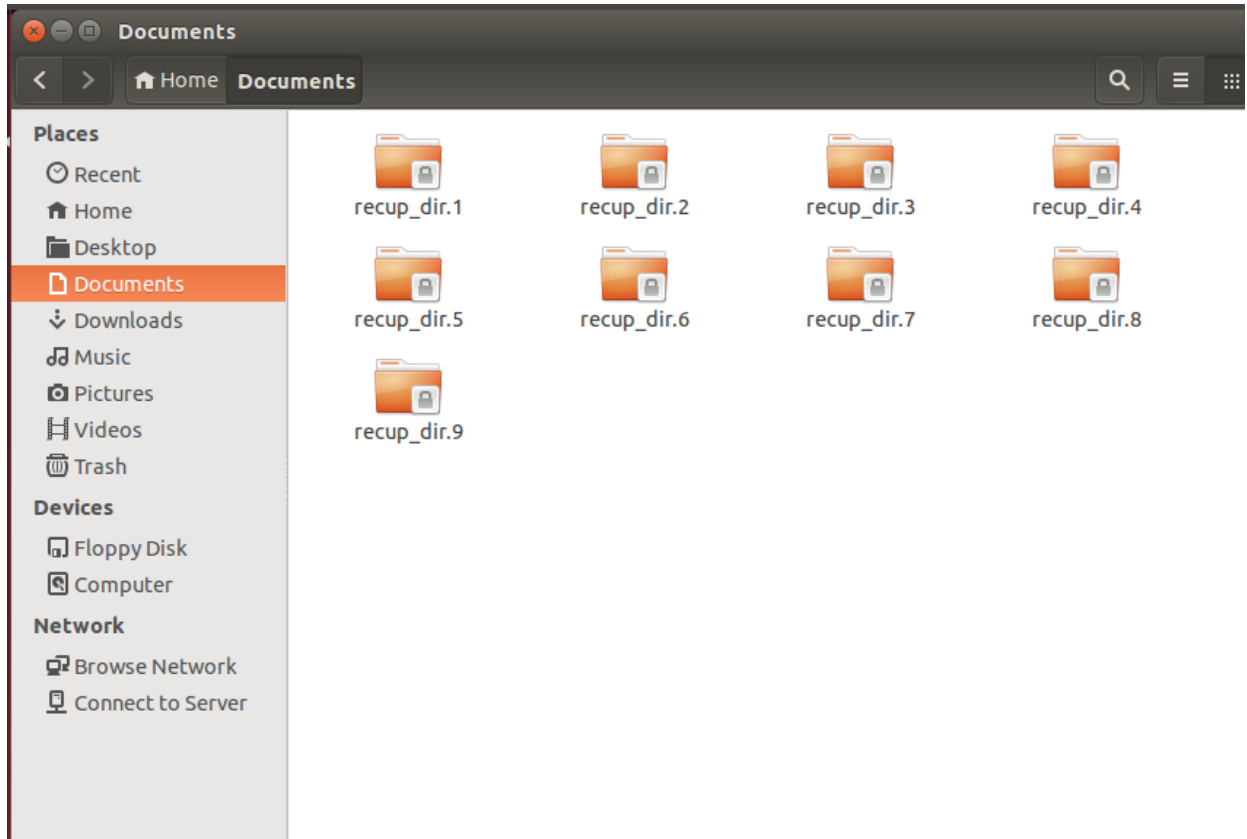 Documents
Home Documents
Places
Recent
Home
Desktop
Documents
Downloads
Music
Pictures
Videos
Trash
Devices
Floppy Disk
Computer
Network
Browse Network
Connect to Server
recup_dir.1 recup_dir.2 recup_dir.3 recup_dir.4
recup_dir.5 recup_dir.6 recup_dir.7 recup_dir.8
recup_dir.9